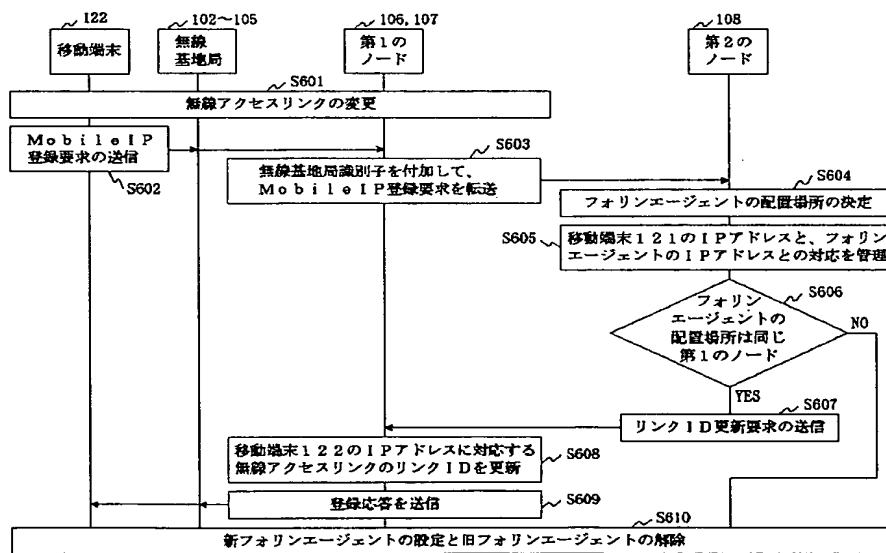 122
102〜105
106, 107
108
移動端末
無線
基地局
第1の
ノード
第2の
ノード
S601
無線アクセスリンクの変更
MobileIP
登録要求の送信
S602
S603
無線基地局識別子を付加して、
MobileIP登録要求を転送
S604
フォリンエージェントの配置場所の決定
S605
移動端末121のIPアドレスと、フォリン
エージェントのIPアドレスとの対応を管理
S606
フォリン
エージェントの
配置場所は同じ
第1のノード
NO
YES
S607
リンクID更新要求の送信
移動端末122のIPアドレスに対応する
無線アクセスリンクのリンクIDを更新
S608
登録応答を送信
S609
S610
新フォリンエージェントの設定と旧フォリンエージェントの解除